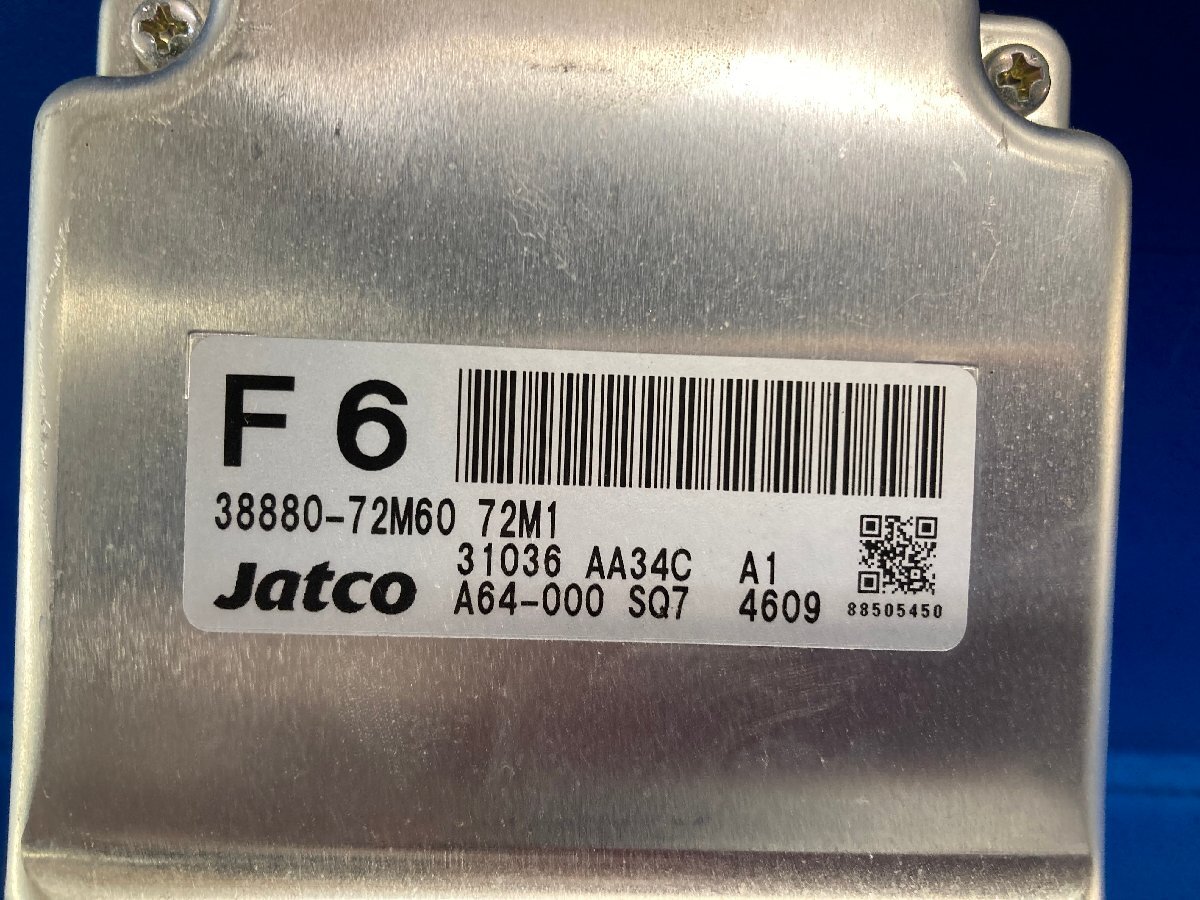 F 6
38880-72M60 72M1
31036 AA34C A1
Jatco A64-000 SQ7 4609
88505450